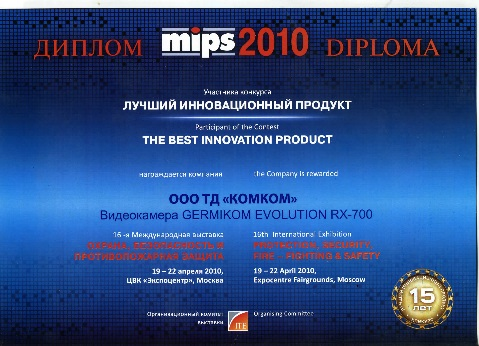 ДИПЛОМ mips 2010 DIPLOMA
Участника конкурса
ЛУЧШИЙ ИННОВАЦИОННЫЙ ПРОДУКТ
Participant of the Contest
THE BEST INNOVATION PRODUCT
награждается компания the Company is rewarded
ООО ТД «КОМКОМ»
Видеокамера GERMIKOM EVOLUTION RX-700
16 -я Международная выставка
ОХРАНА, БЕЗОПАСНОСТЬ И
ПРОТИВОПОЖАРНАЯ ЗАЩИТА
19 – 22 апреля 2010,
ЦВК «Экспоцентр», Москва
16th International Exhibition
PROTECTION, SECURITY,
FIRE – FIGHTING & SAFETY
19 – 22 April 2010,
Expocentre Fairgrounds, Moscow
Организационный комитет
выставки
ITE
Organising Committee
15
ЛЕТ